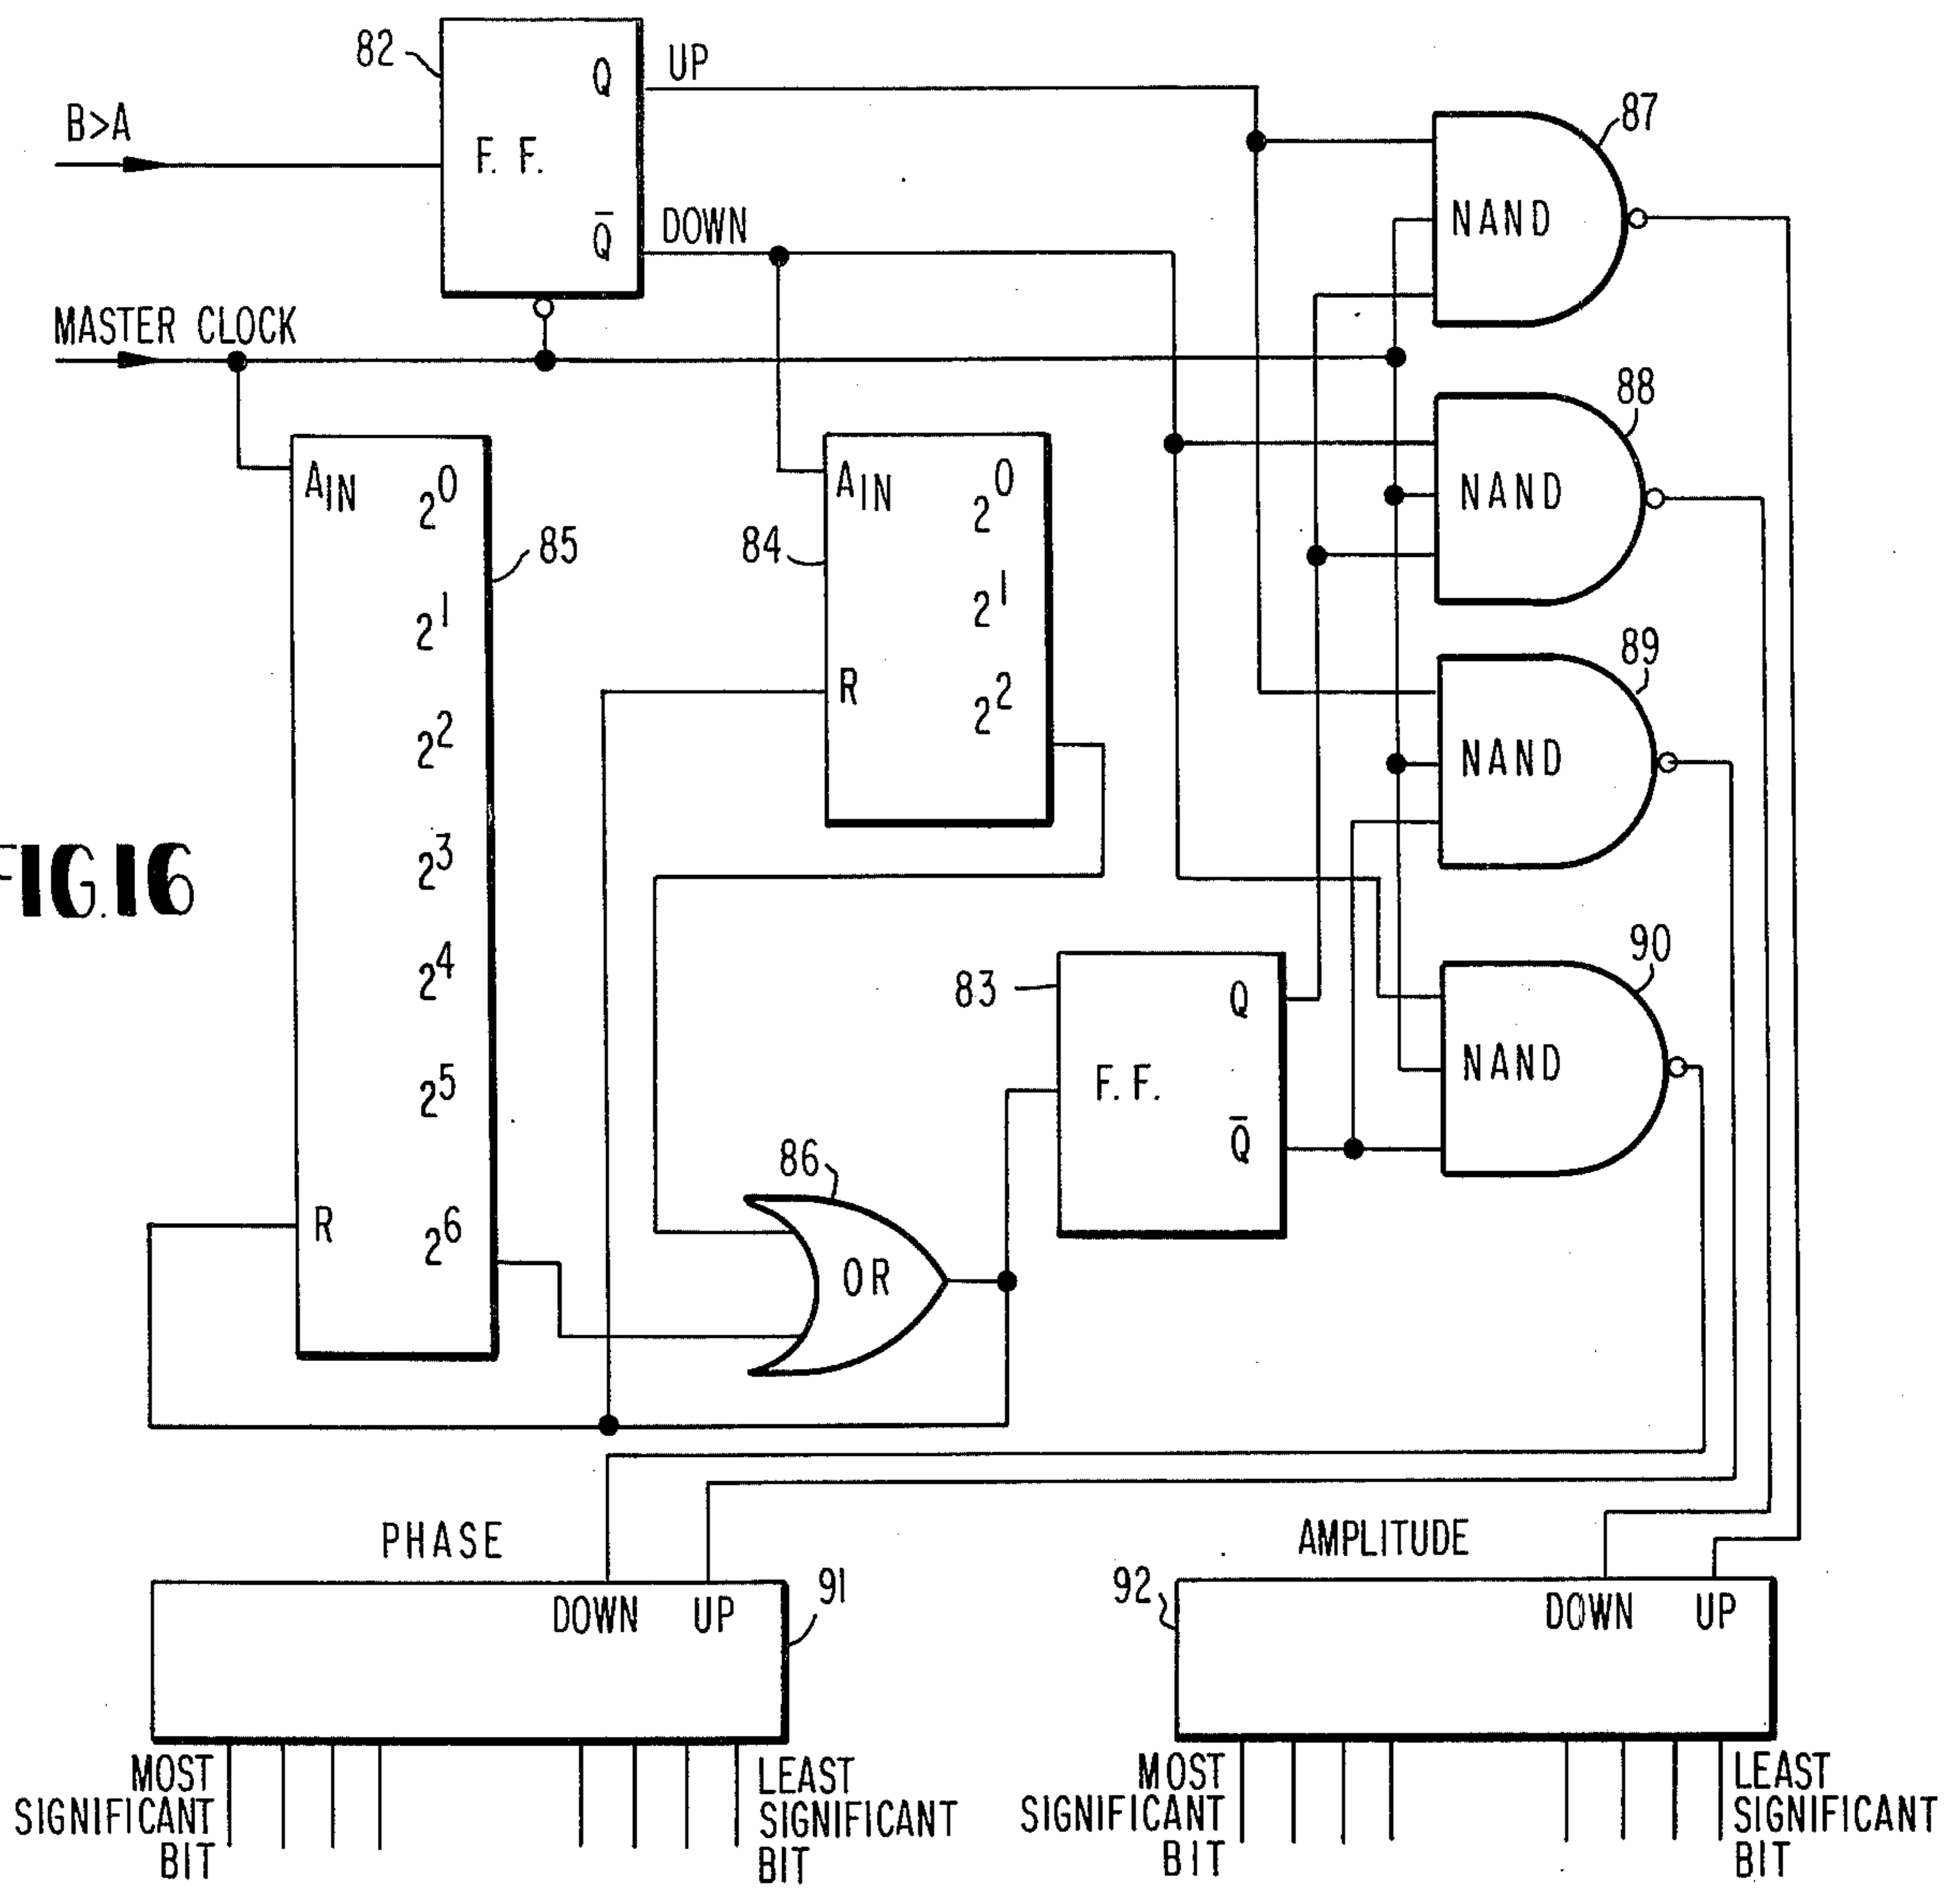 82
Q
UP
B>A
F. F.
Q̅
DOWN
MASTER CLOCK
87
NAND
88
NAND
89
NAND
90
NAND
A_IN
2^0
2^1
2^2
2^3
2^4
2^5
2^6
R
85
84
A_IN
2^0
2^1
2^2
R
FIG.16
83
Q
F. F.
Q̅
86
OR
PHASE
DOWN UP
91
MOST
SIGNIFICANT
BIT
LEAST
SIGNIFICANT
BIT
AMPLITUDE
92
DOWN UP
MOST
SIGNIFICANT
BIT
LEAST
SIGNIFICANT
BIT